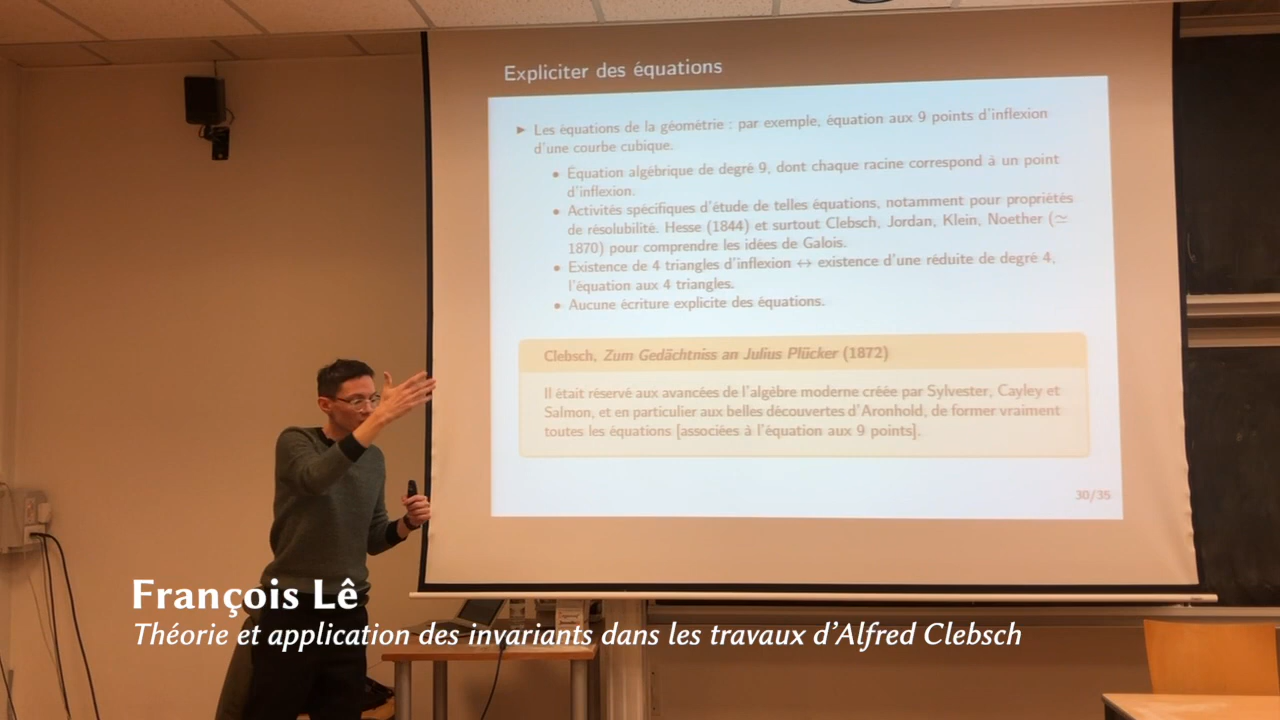 Expliciter des équations
► Les équations de la géométrie : par exemple, équation aux 9 points d'inflexion
d'une courbe cubique.
• Équation algébrique de degré 9, dont chaque racine correspond à un point
d'inflexion.
• Activités spécifiques d'étude de telles équations, notamment pour propriétés
de résolubilité. Hesse (1844) et surtout Clebsch, Jordan, Klein, Noether (≃
1870) pour comprendre les idées de Galois.
• Existence de 4 triangles d'inflexion ↔ existence d'une réduite de degré 4,
l'équation aux 4 triangles.
• Aucune écriture explicite des équations.
Clebsch, Zum Gedächtniss an Julius Plücker (1872)
Il était réservé aux avancées de l'algèbre moderne créée par Sylvester, Cayley et
Salmon, et en particulier aux belles découvertes d'Aronhold, de former vraiment
toutes les équations [associées à l'équation aux 9 points].
30/35
François Lê
Théorie et application des invariants dans les travaux d'Alfred Clebsch